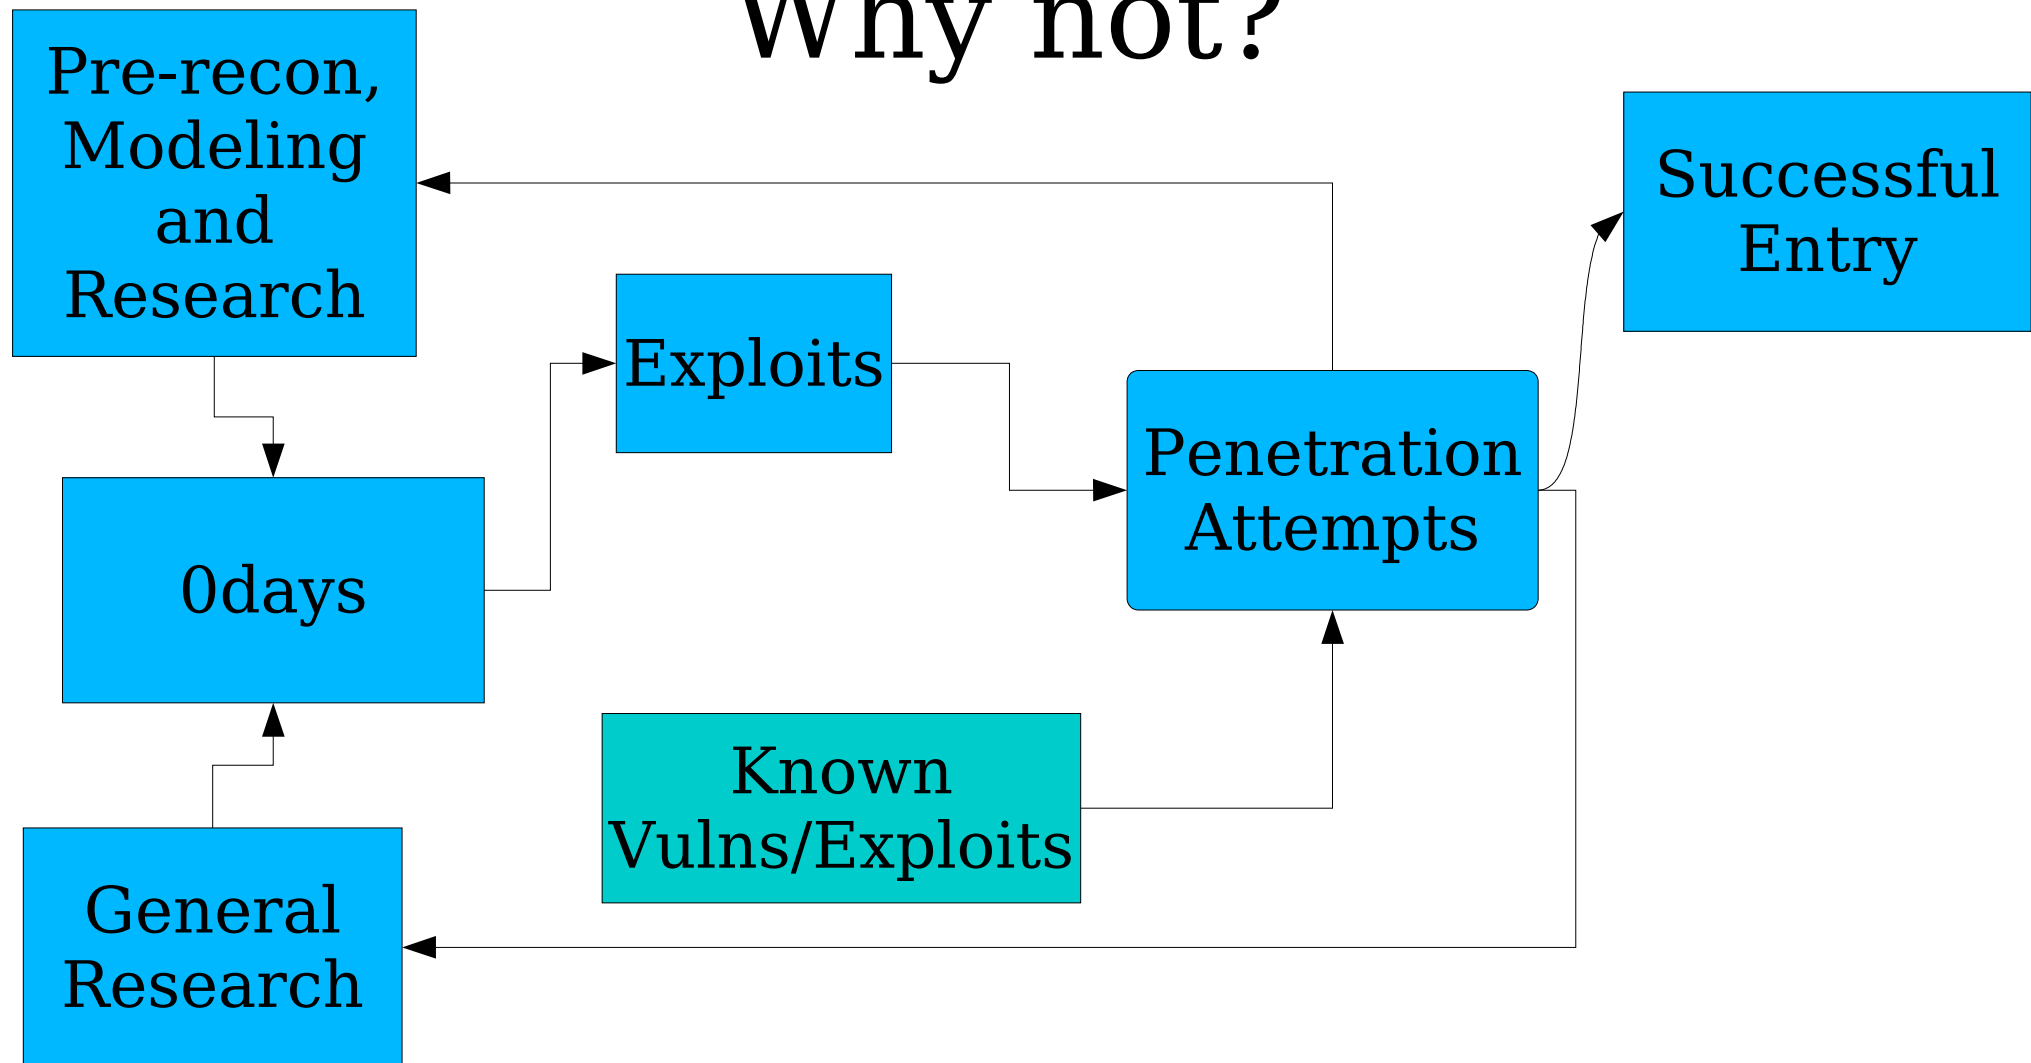 Why not?
Pre-recon,
Modeling
and
Research
Successful
Entry
Exploits
Penetration
Attempts
0days
Known
Vulns/Exploits
General
Research